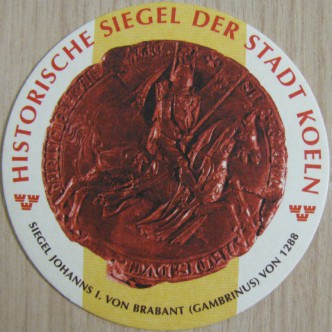 HISTORISCHE SIEGEL DER STADT KOELN
SIEGEL JOHANNS I. VON BRABANT (GAMBRINUS) VON 1288